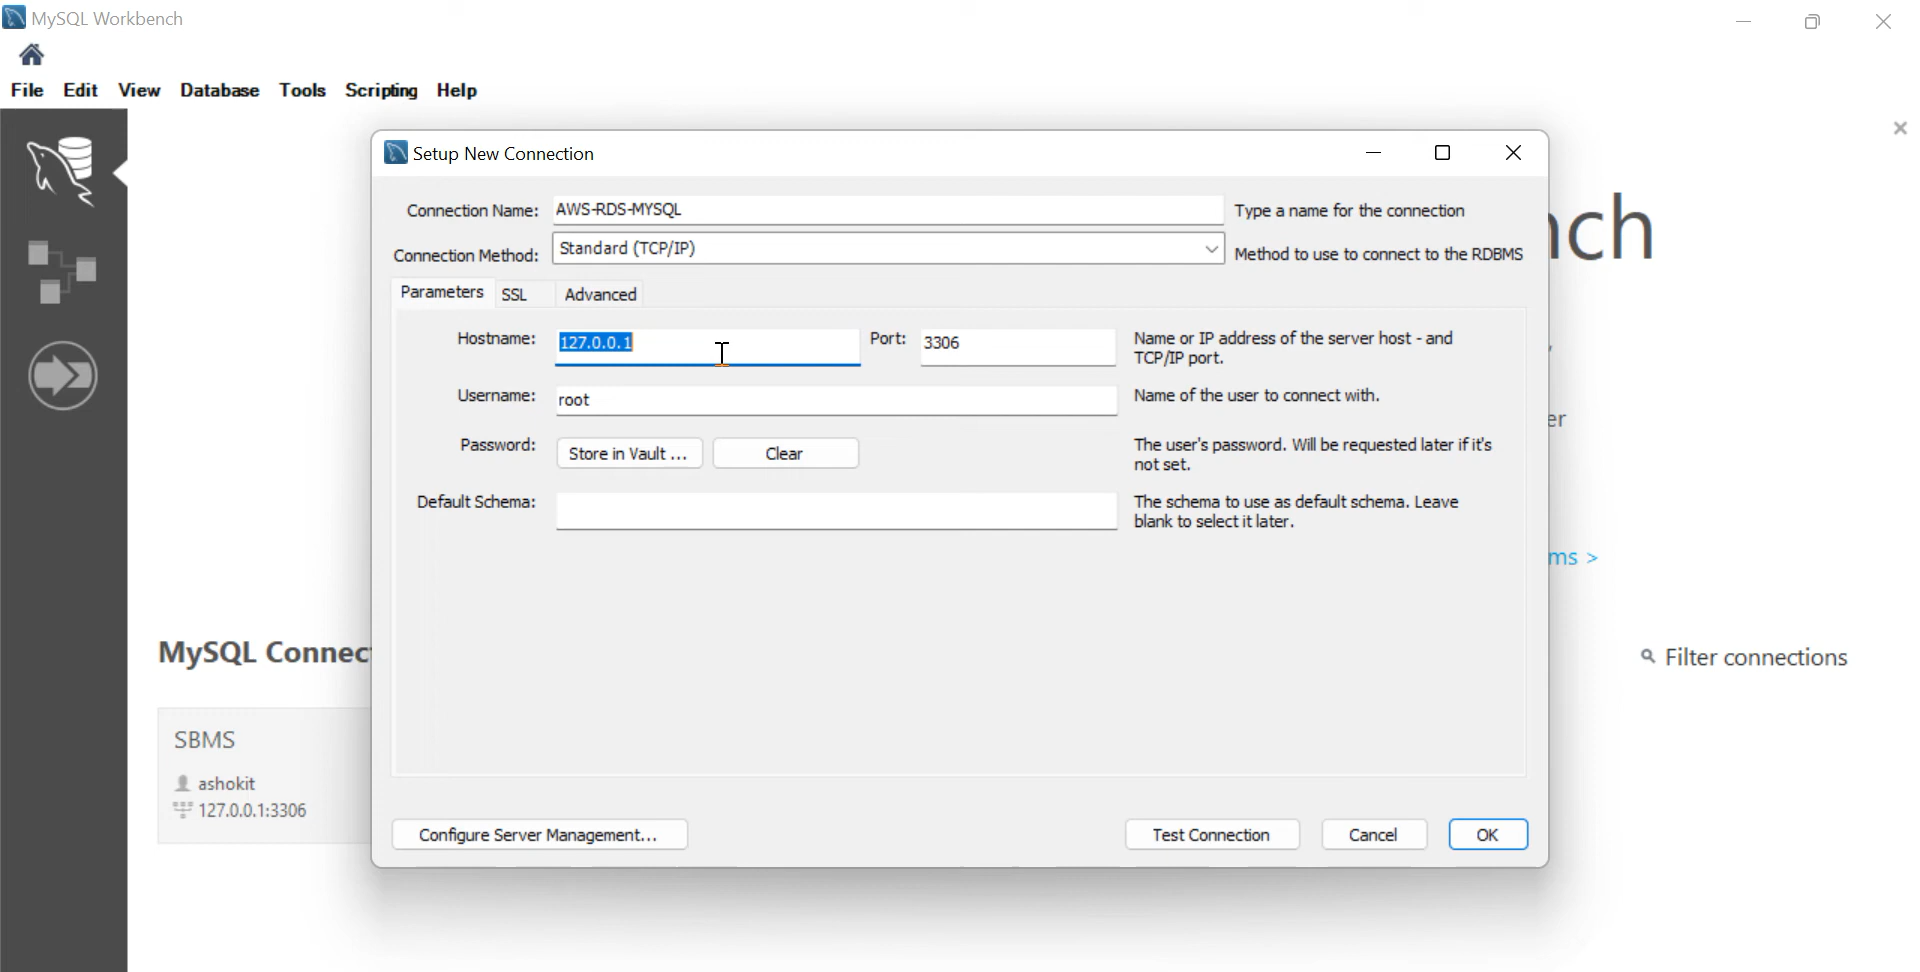 MySQL Workbench
File Edit View Database Tools Scripting Help
Setup New Connection
Connection Name: AWS-RDS-MYSQL Type a name for the connection
Connection Method: Standard (TCP/IP) Method to use to connect to the RDBMS
Parameters SSL Advanced
Hostname: 127.0.0.1 Port: 3306 Name or IP address of the server host - and
TCP/IP port.
Username: root Name of the user to connect with.
Password: Store in Vault ... Clear The user's password. Will be requested later if it's
not set.
Default Schema: The schema to use as default schema. Leave
blank to select it later.
ms >
MySQL Connect
Filter connections
SBMS
ashokit
127.0.0.1:3306
Configure Server Management... Test Connection Cancel OK